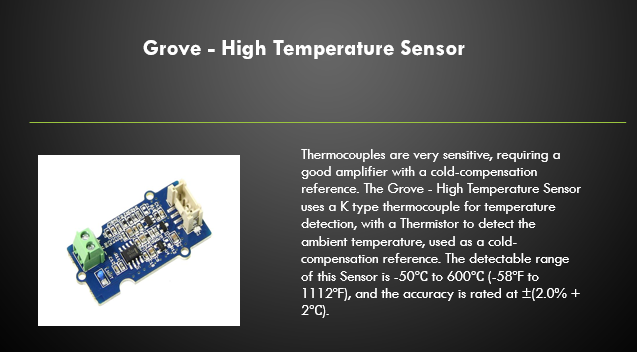 Grove - High Temperature Sensor
Thermocouples are very sensitive, requiring a
good amplifier with a cold-compensation
reference. The Grove - High Temperature Sensor
uses a K type thermocouple for temperature
detection, with a Thermistor to detect the
ambient temperature, used as a cold-
compensation reference. The detectable range
of this Sensor is -50°C to 600°C (-58°F to
1112°F), and the accuracy is rated at ±(2.0% +
2°C).